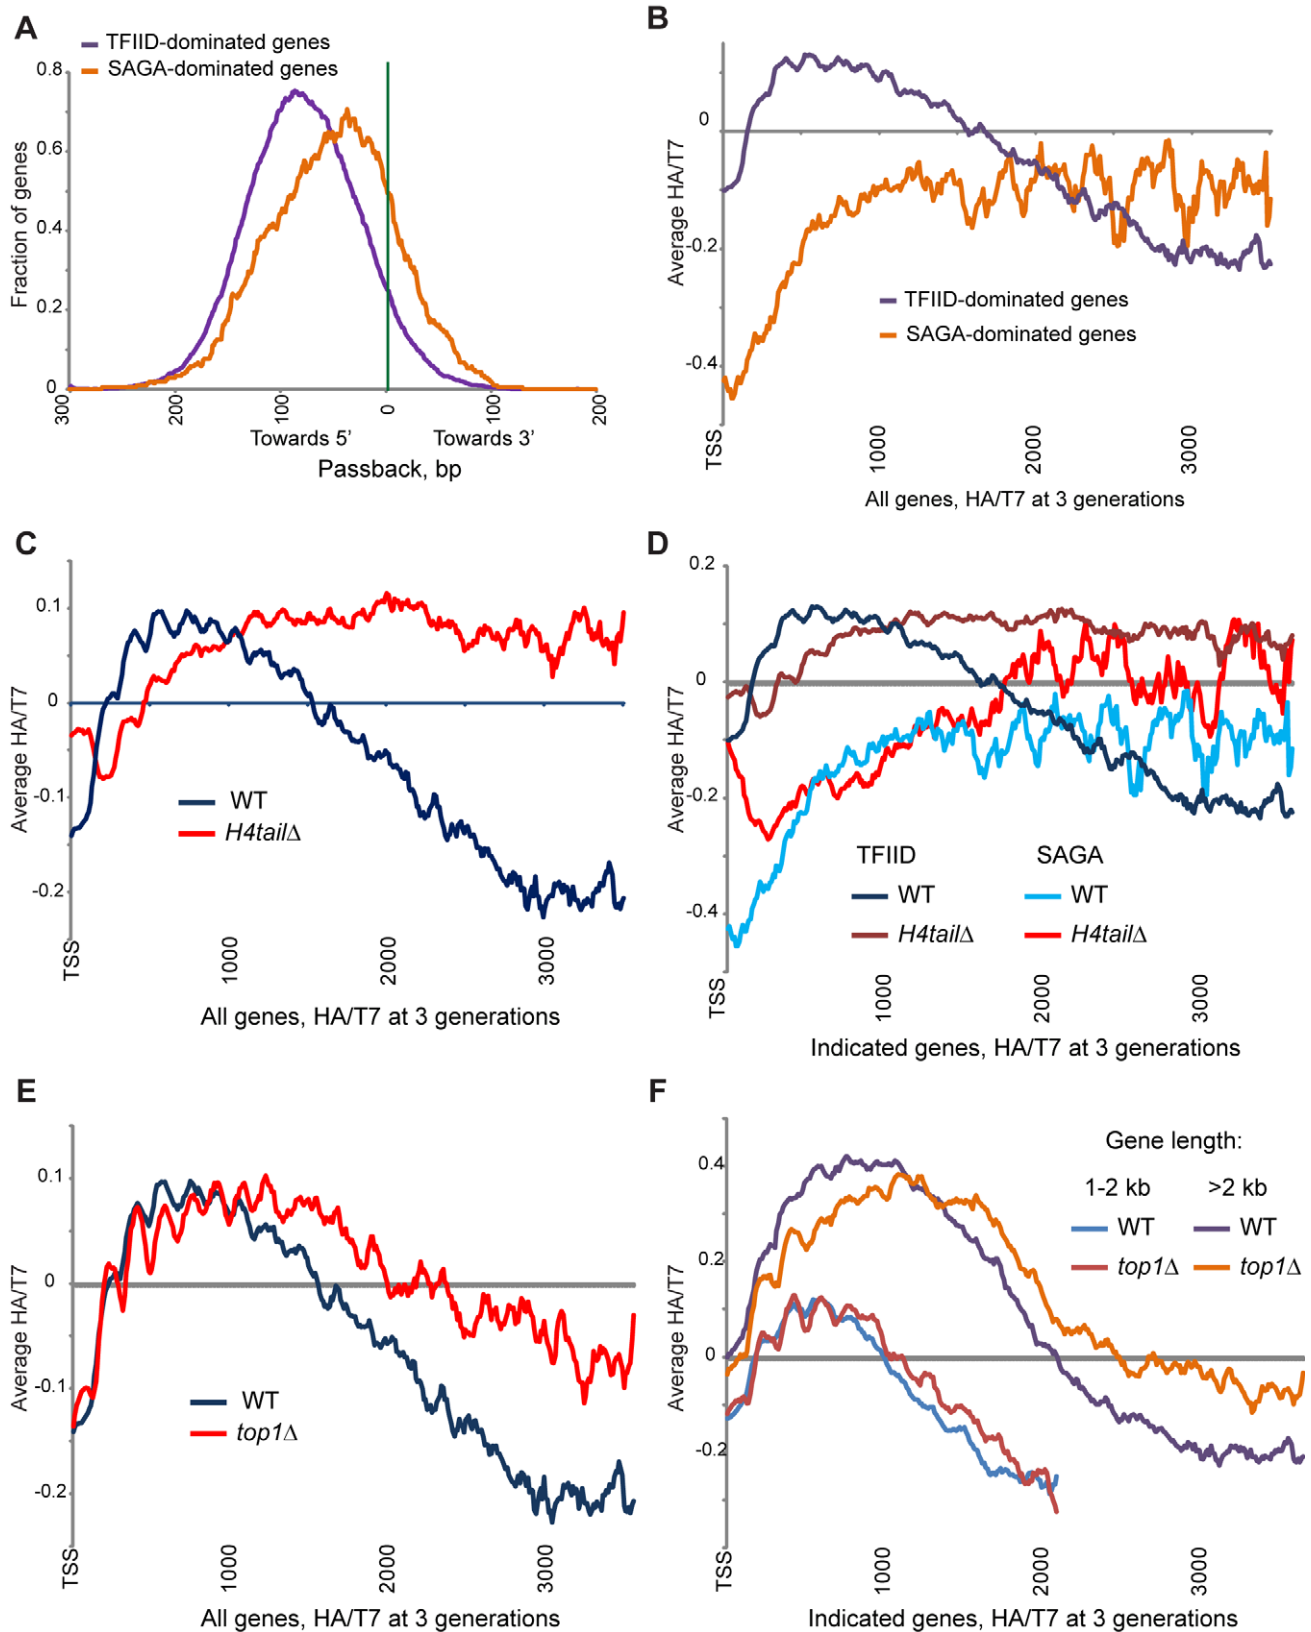 A
TFIID-dominated genes
SAGA-dominated genes
0.8
0.6
0.4
0.2
0
Fraction of genes
300
200
100
0
100
200
Towards 5’
Towards 3’
Passback, bp
B
0
-0.2
-0.4
Average HA/T7
TFIID-dominated genes
SAGA-dominated genes
TSS
1000
2000
3000
All genes, HA/T7 at 3 generations
C
0.1
0
-0.1
-0.2
Average HA/T7
WT
H4tailΔ
TSS
1000
2000
3000
All genes, HA/T7 at 3 generations
D
0.2
0
-0.2
-0.4
Average HA/T7
TFIID SAGA
WT WT
H4tailΔ H4tailΔ
TSS
1000
2000
3000
Indicated genes, HA/T7 at 3 generations
E
0.1
0
-0.1
-0.2
Average HA/T7
WT
top1Δ
TSS
1000
2000
3000
All genes, HA/T7 at 3 generations
F
0.4
0.2
0
-0.2
Average HA/T7
Gene length:
1-2 kb >2 kb
WT WT
top1Δ top1Δ
TSS
1000
2000
3000
Indicated genes, HA/T7 at 3 generations